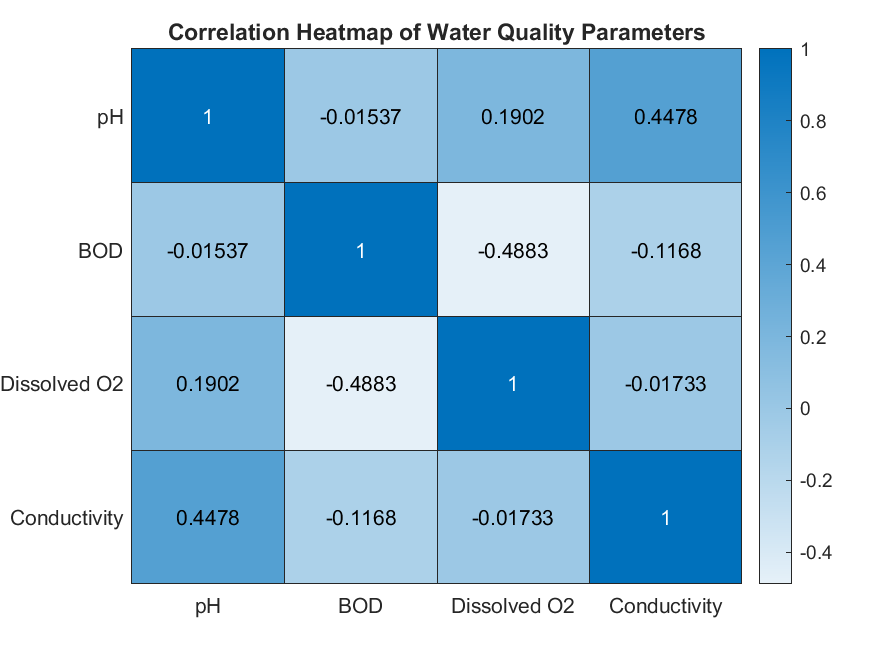 Correlation Heatmap of Water Quality Parameters
pH 1 -0.01537 0.1902 0.4478
BOD -0.01537 1 -0.4883 -0.1168
Dissolved O2 0.1902 -0.4883 1 -0.01733
Conductivity 0.4478 -0.1168 -0.01733 1
pH BOD Dissolved O2 Conductivity
1
0.8
0.6
0.4
0.2
0
-0.2
-0.4